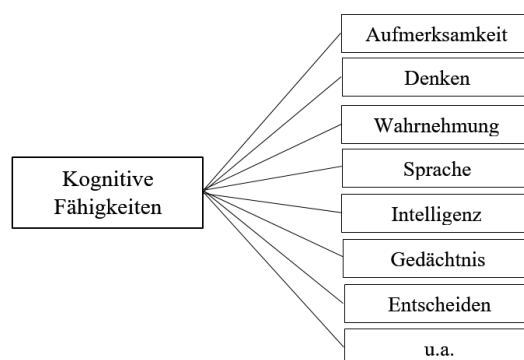 Kognitive
Fähigkeiten
Aufmerksamkeit
Denken
Wahrnehmung
Sprache
Intelligenz
Gedächtnis
Entscheiden
u.a.